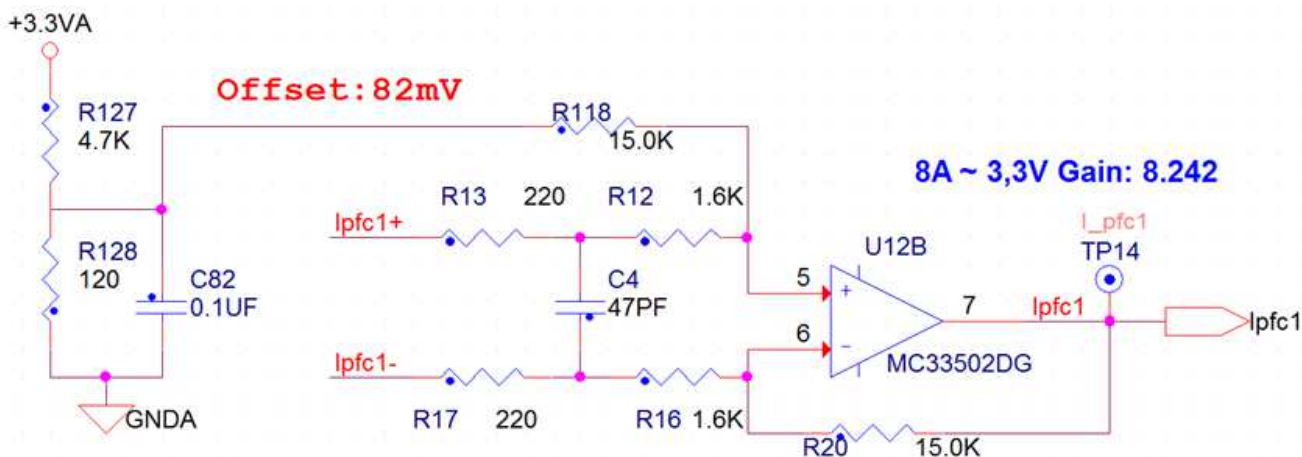 +3.3VA
Offset:82mV
R127
4.7K
R118
15.0K
8A ~ 3,3V Gain: 8.242
R13
220
R12
1.6K
Ipfc1+
I_pfc1
TP14
U12B
R128
120
C82
0.1UF
C4
47PF
5
+
7
Ipfc1
Ipfc1
6
-
MC33502DG
Ipfc1-
R17
220
R16
1.6K
GNDA
R20
15.0K